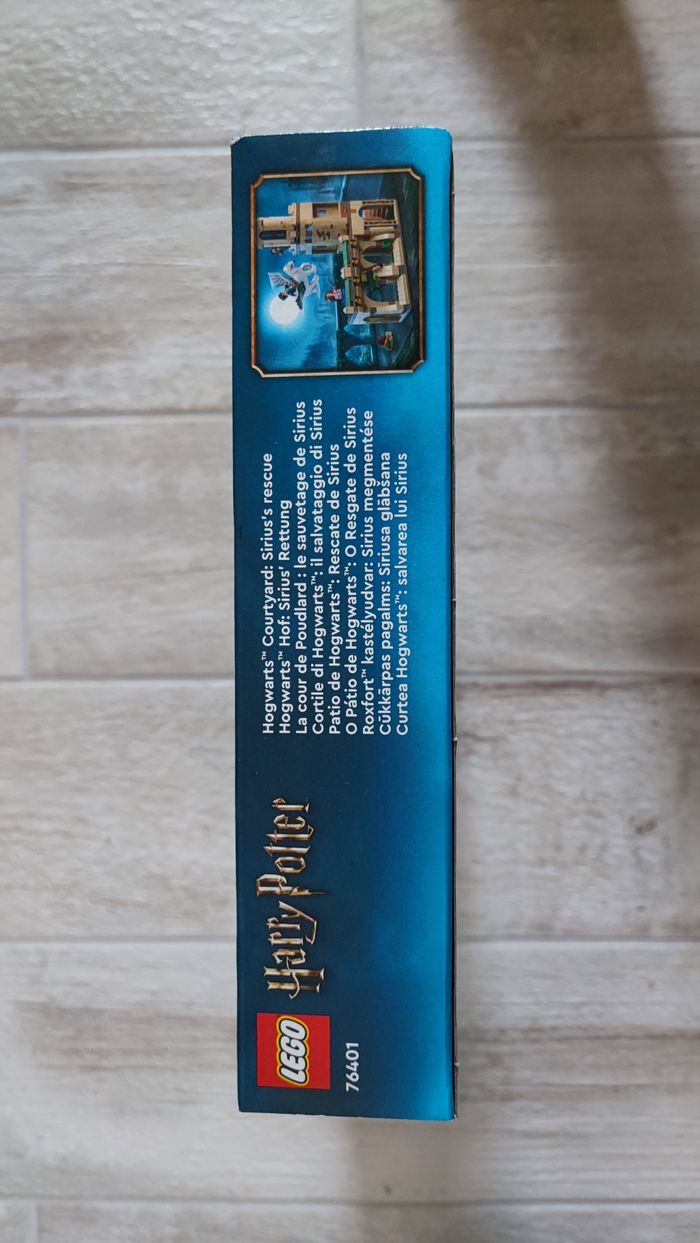 LEGO
76401
Harry Potter
Hogwarts™ Courtyard: Sirius's rescue
Hogwarts™ Hof: Sirius' Rettung
La cour de Poudlard : le sauvetage de Sirius
Cortile di Hogwarts™: il salvataggio di Sirius
Patio de Hogwarts™: Rescate de Sirius
O Pátio de Hogwarts™: O Resgate de Sirius
Roxfort™ kastélyudvar: Sirius megmentése
Cūkkārpas pagalms: Siriusa glābšana
Curtea Hogwarts™: salvarea lui Sirius